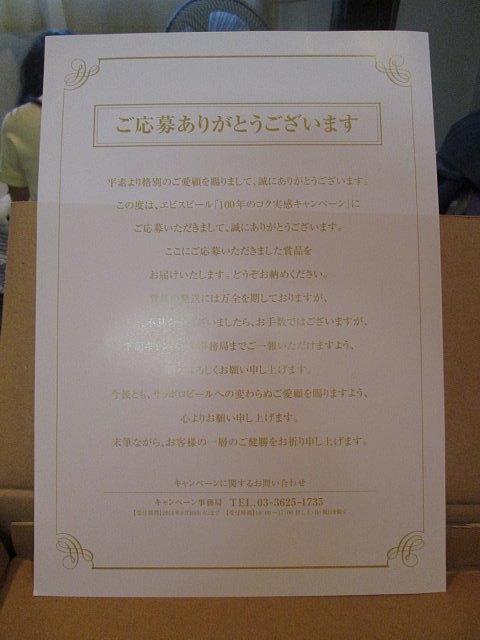 ご応募ありがとうございます
平素より格別のご愛顧を賜りまして、誠にありがとうございます。
この度は、ヱビスビール「100年のコク実感キャンペーン」に
ご応募いただきまして、誠にありがとうございます。
ここにご応募いただきました賞品を
お届けいたします。どうぞお納めください。
発送には万全を期しておりますが、
ございましたら、お手数ではございますが、
事務局までご一報いただけますよう、
よろしくお願い申し上げます。
今後とも、サッポロビールへの変わらぬご愛顧を賜りますよう、
心よりお願い申し上げます。
末筆ながら、お客様の一層のご健勝をお祈り申し上げます。
キャンペーンに関するお問い合わせ
キャンペーン事務局 TEL.03-3625-1735